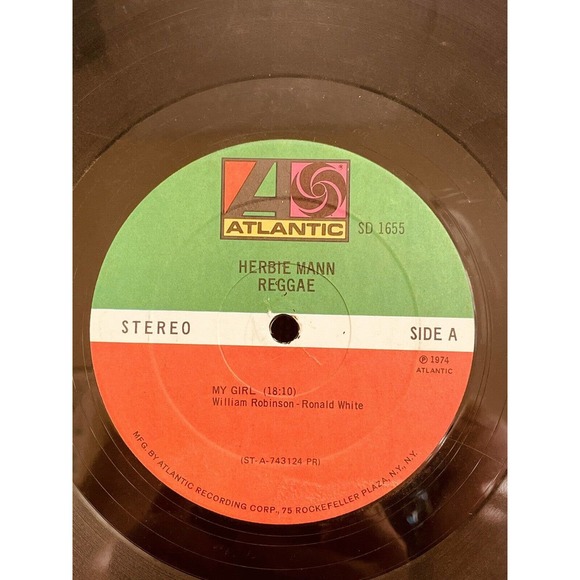 ATLANTIC
SD 1655
HERBIE MANN
REGGAE
STEREO
SIDE A
℗ 1974
ATLANTIC
MY GIRL (18:10)
William Robinson-Ronald White
(ST-A-743124 PR)
MFG. BY ATLANTIC RECORDING CORP., 75 ROCKEFELLER PLAZA, N.Y., N.Y.